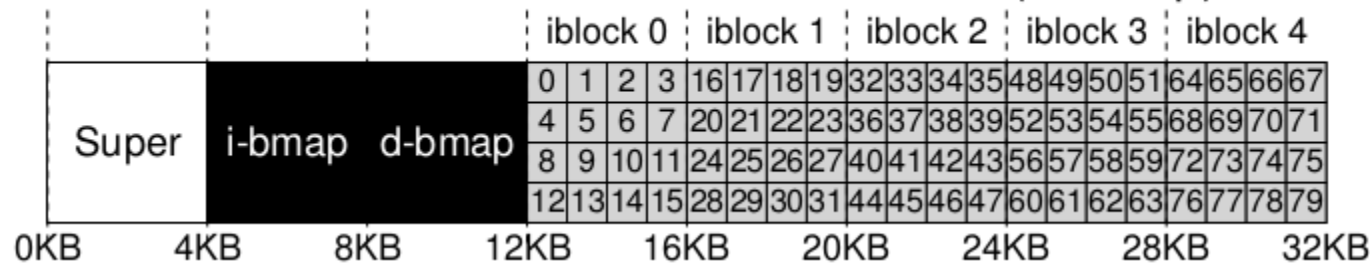 iblock 0 iblock 1 iblock 2 iblock 3 iblock 4
Super i-bmap d-bmap
0 1 2 3 16 17 18 19 32 33 34 35 48 49 50 51 64 65 66 67
4 5 6 7 20 21 22 23 36 37 38 39 52 53 54 55 68 69 70 71
8 9 10 11 24 25 26 27 40 41 42 43 56 57 58 59 72 73 74 75
12 13 14 15 28 29 30 31 44 45 46 47 60 61 62 63 76 77 78 79
0KB 4KB 8KB 12KB 16KB 20KB 24KB 28KB 32KB